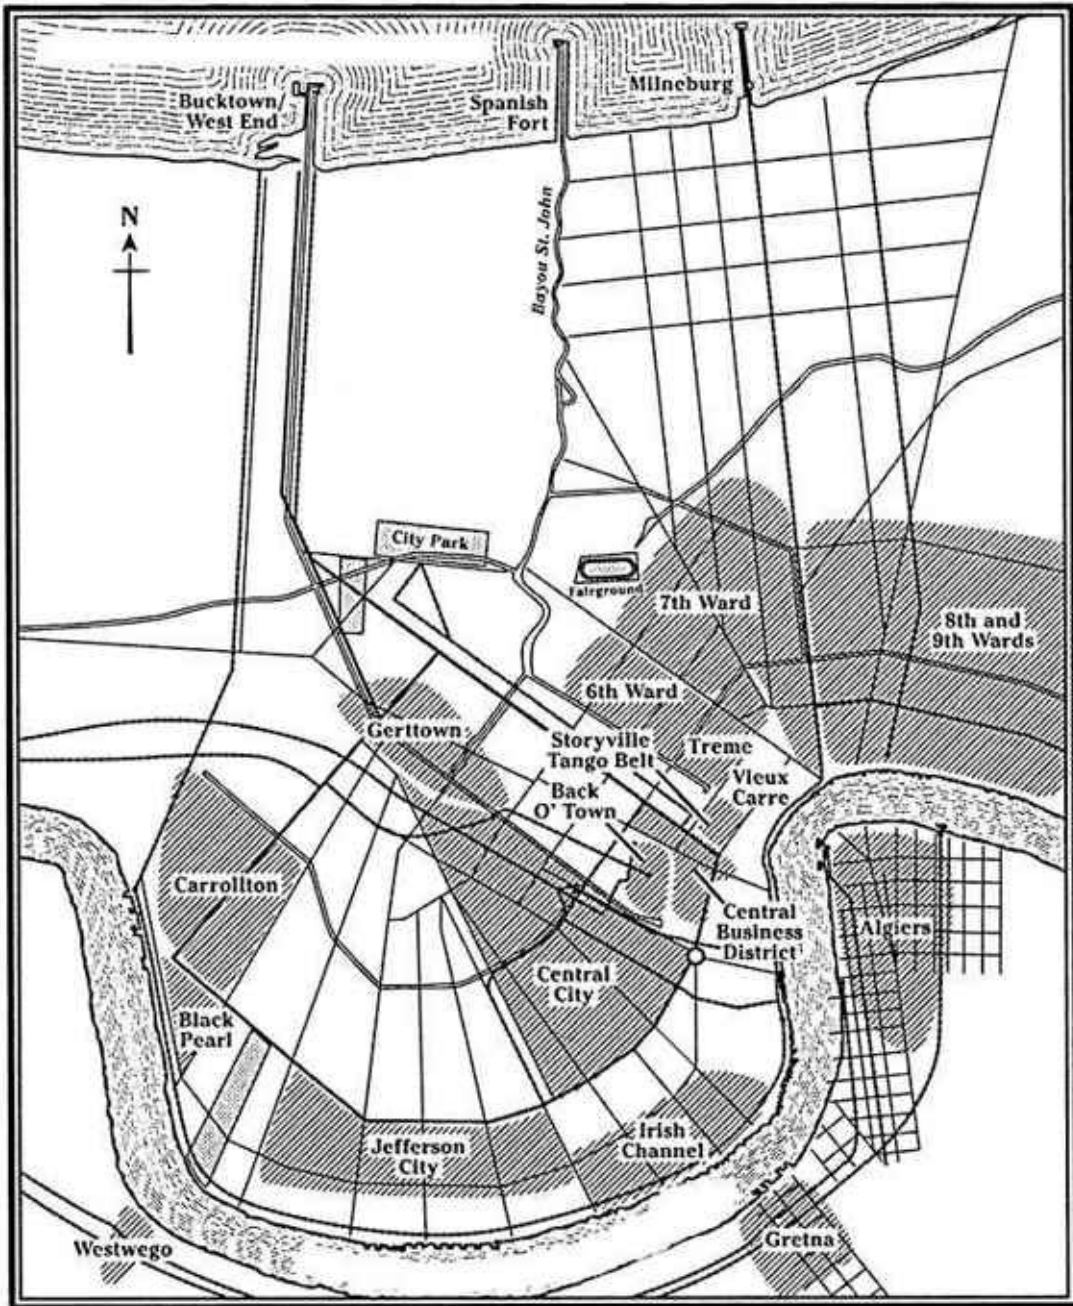 Bucktown/
West End
Spanish
Fort
Milneburg
N
Bayou St. John
City Park
Fairground
7th Ward
8th and
9th Wards
6th Ward
Gerttown
Storyville
Tango Belt
Treme
Vieux
Carre
Back
O' Town
Carrollton
Central
Business
District
Algiers
Central
City
Black
Pearl
Irish
Channel
Jefferson
City
Westwego
Gretna